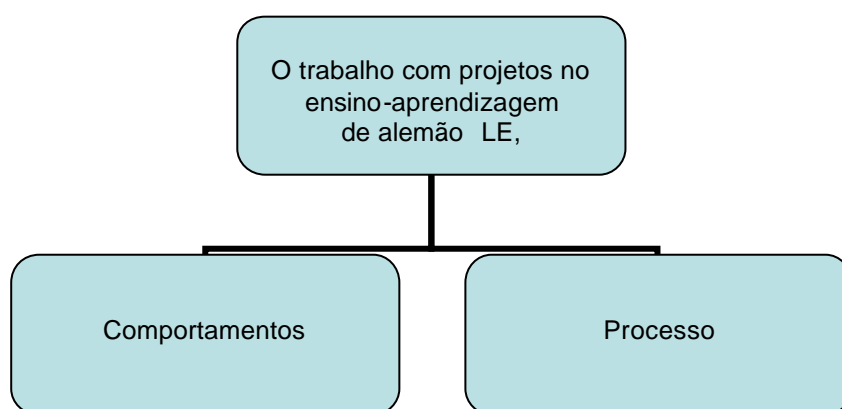 O trabalho com projetos no
ensino-aprendizagem
de alemão LE,
Comportamentos
Processo